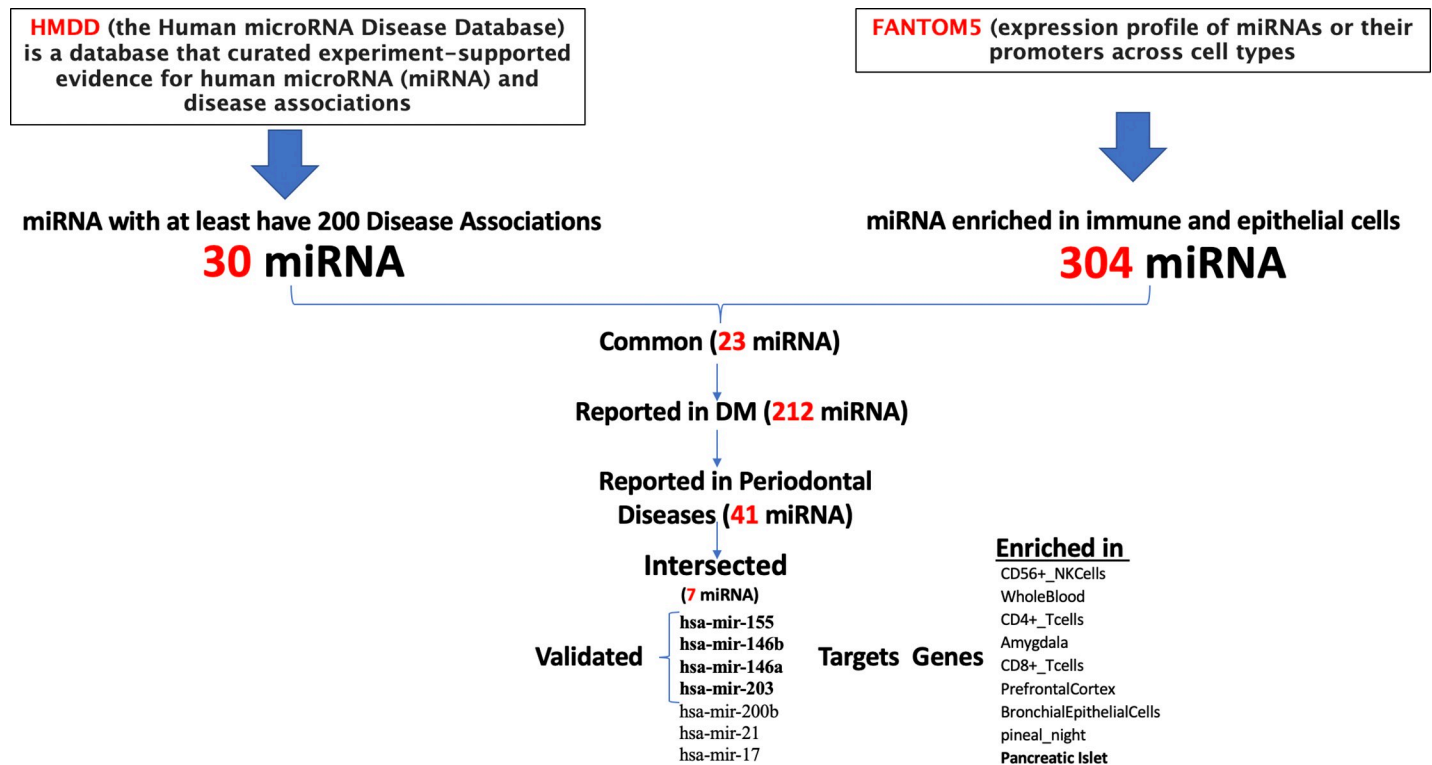 HMDD (the Human microRNA Disease Database)
is a database that curated experiment-supported
evidence for human microRNA (miRNA) and
disease associations
FANTOM5 (expression profile of miRNAs or their
promoters across cell types
miRNA with at least have 200 Disease Associations
30 miRNA
miRNA enriched in immune and epithelial cells
304 miRNA
Common (23 miRNA)
Reported in DM (212 miRNA)
Reported in Periodontal
Diseases (41 miRNA)
Intersected
(7 miRNA)
Validated
hsa-mir-155
hsa-mir-146b
hsa-mir-146a
hsa-mir-203
hsa-mir-200b
hsa-mir-21
hsa-mir-17
Targets Genes
Enriched in
CD56+_NKCells
WholeBlood
CD4+_Tcells
Amygdala
CD8+_Tcells
PrefrontalCortex
BronchialEpithelialCells
pineal_night
Pancreatic Islet